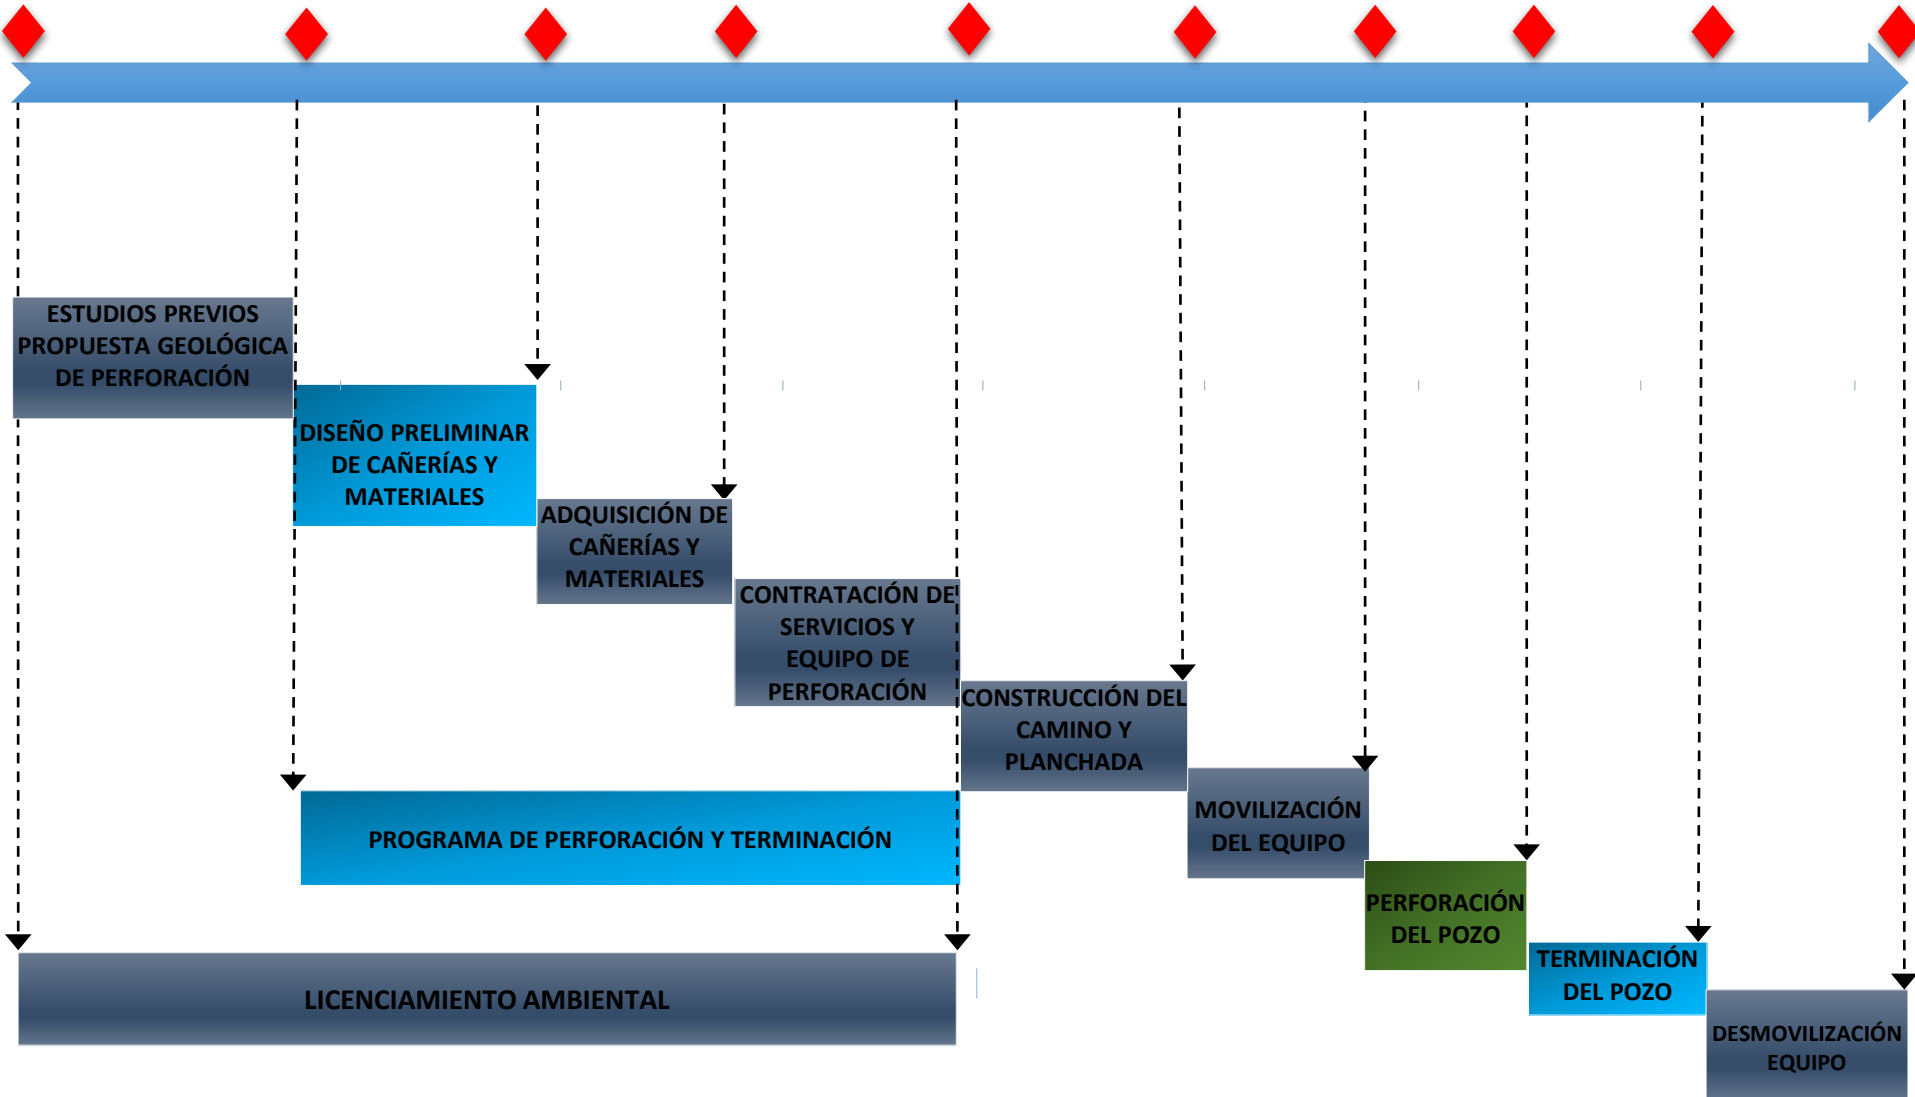 ESTUDIOS PREVIOS
PROPUESTA GEOLÓGICA
DE PERFORACIÓN
DISEÑO PRELIMINAR
DE CAÑERÍAS Y
MATERIALES
ADQUISICIÓN DE
CAÑERÍAS Y
MATERIALES
CONTRATACIÓN DE
SERVICIOS Y
EQUIPO DE
PERFORACIÓN
CONSTRUCCIÓN DEL
CAMINO Y
PLANCHADA
MOVILIZACIÓN
DEL EQUIPO
PROGRAMA DE PERFORACIÓN Y TERMINACIÓN
PERFORACIÓN
DEL POZO
TERMINACIÓN
DEL POZO
LICENCIAMIENTO AMBIENTAL
DESMOVILIZACIÓN
EQUIPO